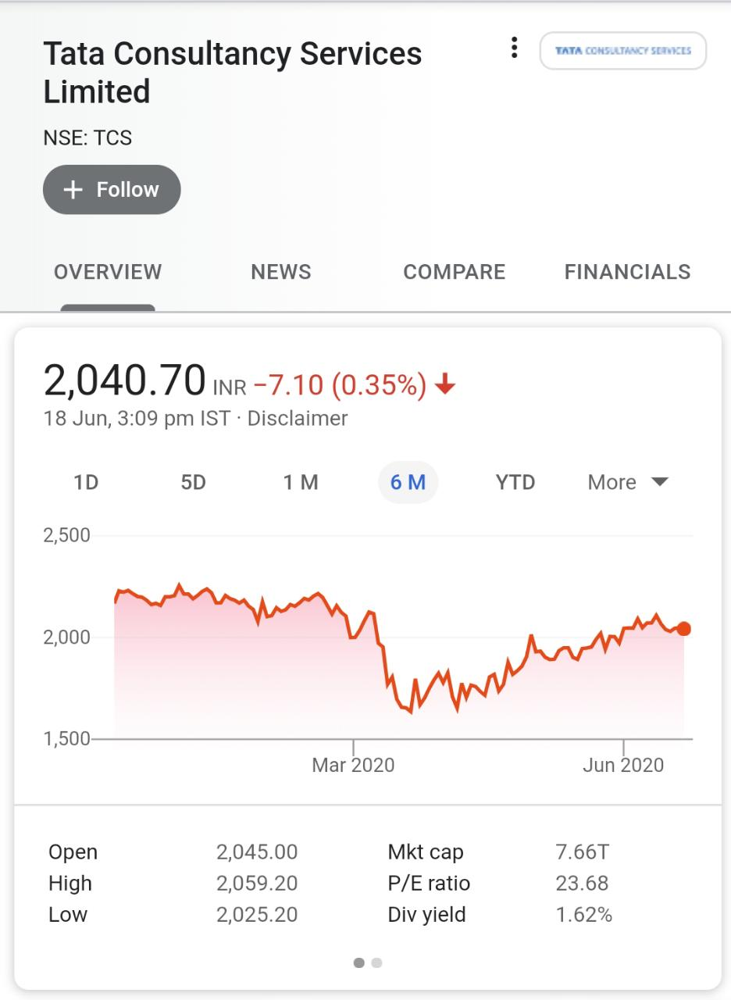 Tata Consultancy Services
Limited
TATA CONSULTANCY SERVICES
NSE: TCS
+ Follow
OVERVIEW NEWS COMPARE FINANCIALS
2,040.70 INR −7.10 (0.35%)
18 Jun, 3:09 pm IST · Disclaimer
1D 5D 1 M 6 M YTD More
2,500
2,000
1,500
Mar 2020 Jun 2020
Open 2,045.00 Mkt cap 7.66T
High 2,059.20 P/E ratio 23.68
Low 2,025.20 Div yield 1.62%